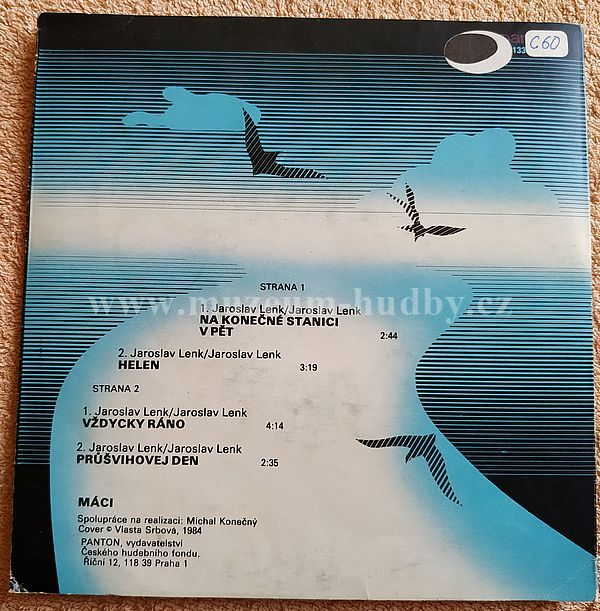 C60
133
STRANA 1
1. Jaroslav Lenk/Jaroslav Lenk
NA KONEČNÉ STANICI
V PĚT 2:44
www.muzeum-hudby.cz
2. Jaroslav Lenk/Jaroslav Lenk
HELEN 3:19
STRANA 2
1. Jaroslav Lenk/Jaroslav Lenk
VŽDYCKY RÁNO 4:14
2. Jaroslav Lenk/Jaroslav Lenk
PRŮŠVIHOVEJ DEN 2:35
MÁCI
Spolupráce na realizaci: Michal Konečný
Cover © Vlasta Srbová, 1984
PANTON, vydavatelství
Českého hudebního fondu,
Říční 12, 118 39 Praha 1